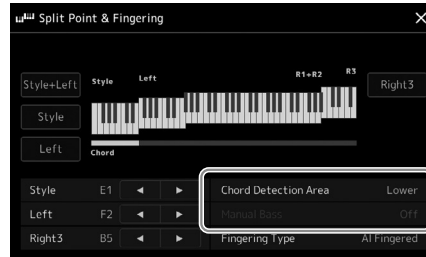 Split Point & Fingering
Style+Left
Style
Left
R1+R2
R3
Right3
Style
Left
Chord
Style E1
Chord Detection Area Lower
Left F2
Manual Bass Off
Right3 B5
Fingering Type AI Fingered